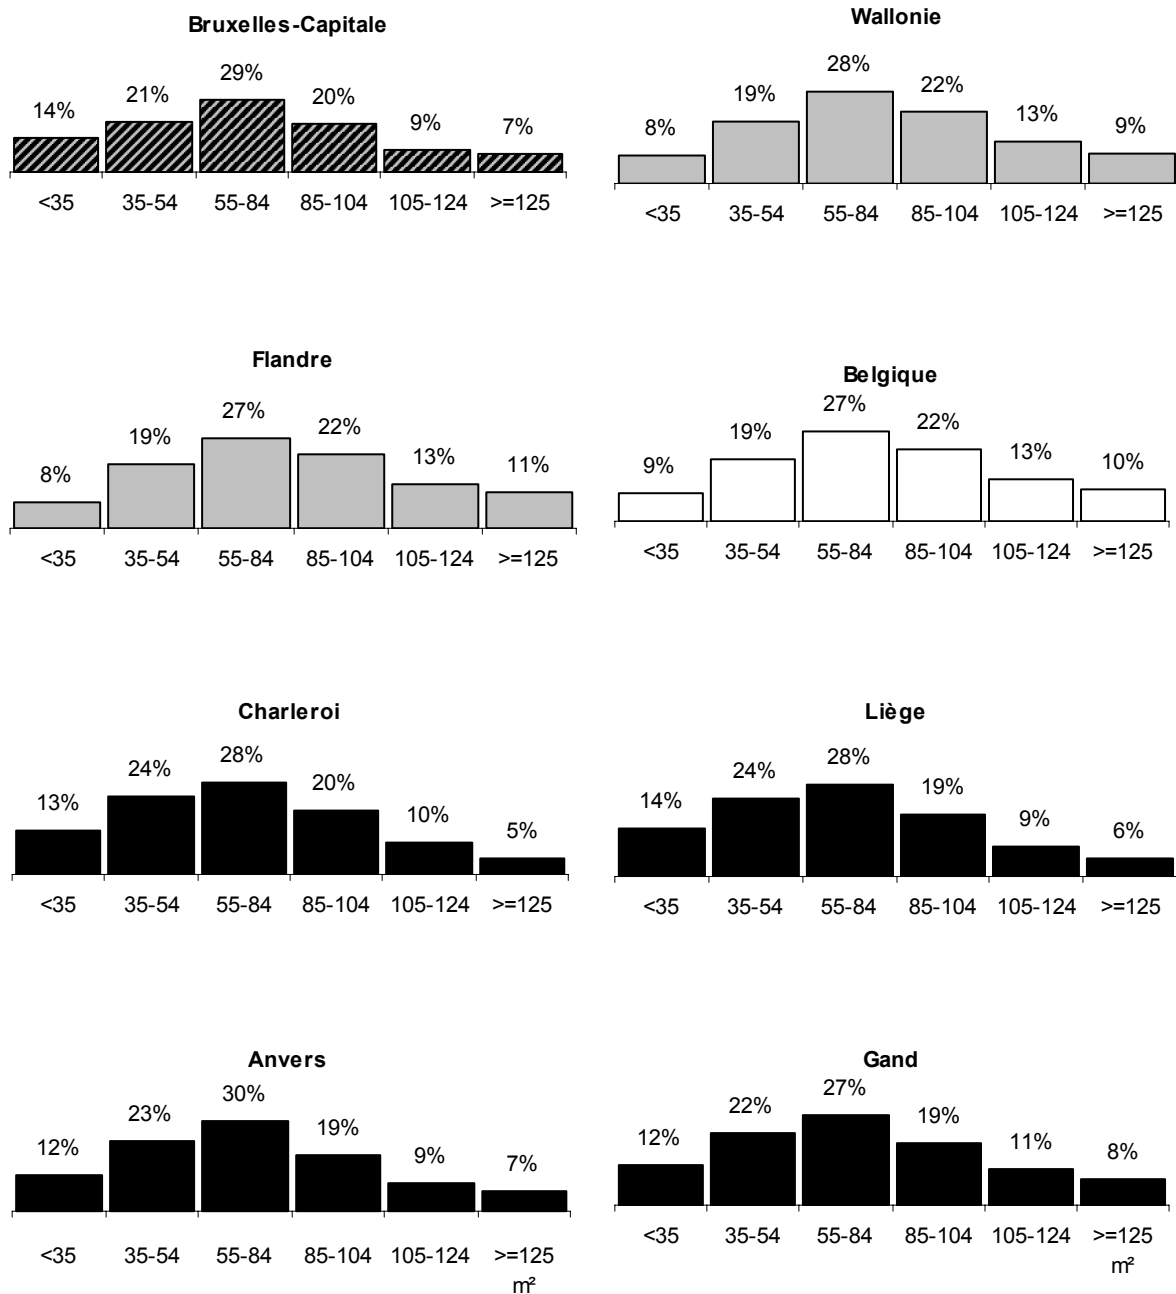 Bruxelles-Capitale
14% 21% 29% 20% 9% 7%
<35 35-54 55-84 85-104 105-124 >=125
Wallonie
8% 19% 28% 22% 13% 9%
<35 35-54 55-84 85-104 105-124 >=125
Flandre
8% 19% 27% 22% 13% 11%
<35 35-54 55-84 85-104 105-124 >=125
Belgique
9% 19% 27% 22% 13% 10%
<35 35-54 55-84 85-104 105-124 >=125
Charleroi
13% 24% 28% 20% 10% 5%
<35 35-54 55-84 85-104 105-124 >=125
Liège
14% 24% 28% 19% 9% 6%
<35 35-54 55-84 85-104 105-124 >=125
Anvers
12% 23% 30% 19% 9% 7%
<35 35-54 55-84 85-104 105-124 >=125
m²
Gand
12% 22% 27% 19% 11% 8%
<35 35-54 55-84 85-104 105-124 >=125
m²